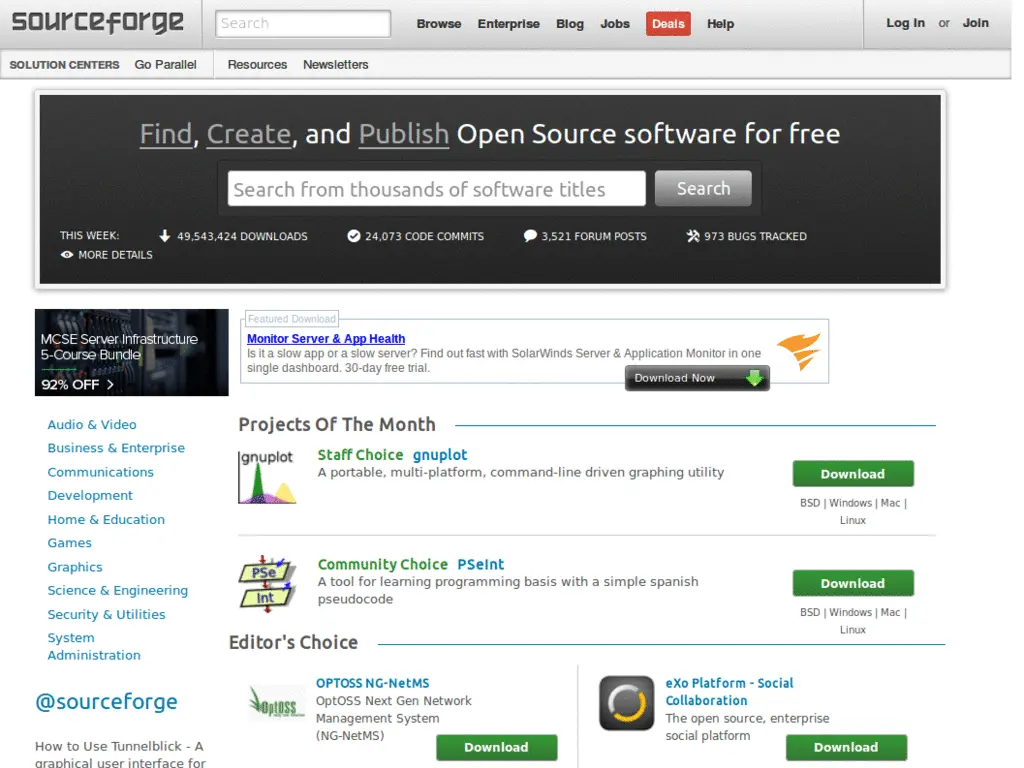 sourceforge
Search
Browse Enterprise Blog Jobs Deals Help
Log In or Join
SOLUTION CENTERS Go Parallel Resources Newsletters
Find, Create, and Publish Open Source software for free
Search from thousands of software titles
Search
THIS WEEK: 49,543,424 DOWNLOADS 24,073 CODE COMMITS 3,521 FORUM POSTS 973 BUGS TRACKED
MORE DETAILS
MCSE Server Infrastructure
5-Course Bundle
92% OFF >
Featured Download
Monitor Server & App Health
Is it a slow app or a slow server? Find out fast with SolarWinds Server & Application Monitor in one
single dashboard. 30-day free trial.
Download Now
Audio & Video
Business & Enterprise
Communications
Development
Home & Education
Games
Graphics
Science & Engineering
Security & Utilities
System
Administration
@sourceforge
How to Use Tunnelblick - A
graphical user interface for
Projects Of The Month
gnuplot
Staff Choice gnuplot
A portable, multi-platform, command-line driven graphing utility
Download
BSD | Windows | Mac |
Linux
PSe
Int
Community Choice PSeInt
A tool for learning programming basis with a simple spanish
pseudocode
Download
BSD | Windows | Mac |
Linux
Editor's Choice
OptOSS
OPTOSS NG-NetMS
OptOSS Next Gen Network
Management System
(NG-NetMS)
Download
eXo Platform - Social
Collaboration
The open source, enterprise
social platform
Download